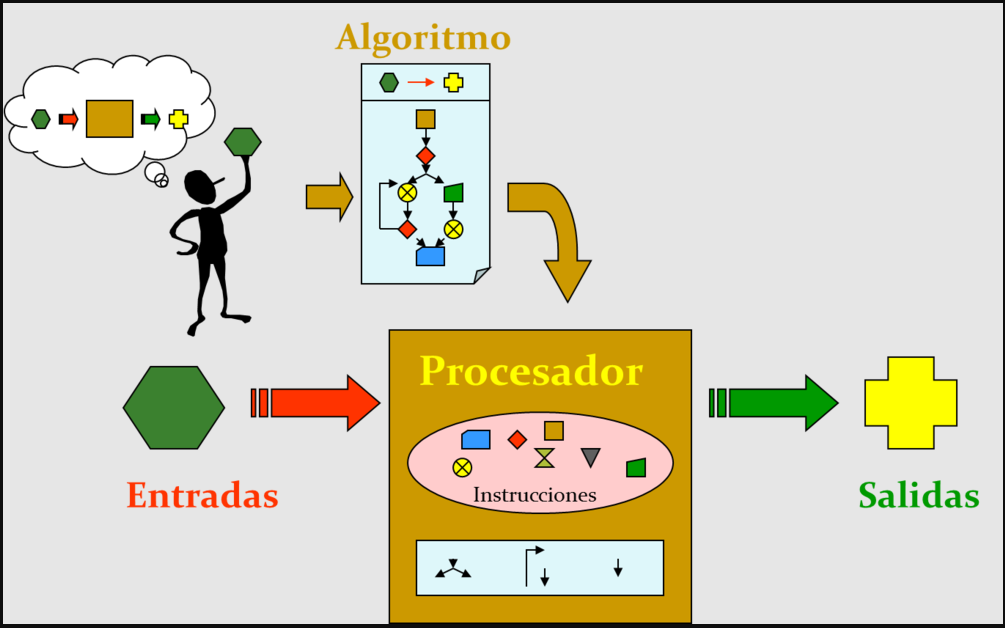 Algoritmo
Procesador
Instrucciones
Entradas
Salidas